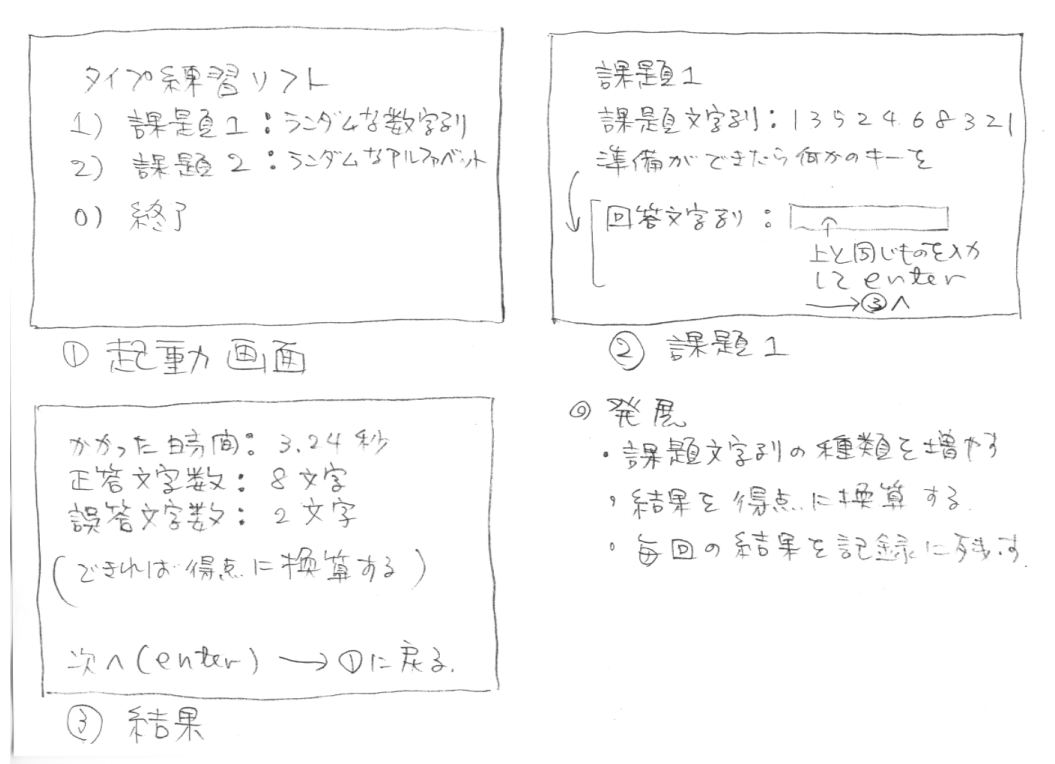 タイプ練習ソフト
1) 課題1：ランダムな数字列
2) 課題2：ランダムなアルファベット
0) 終了
① 起動画面
課題1
課題文字列：1352468321
準備ができたら何かのキーを
回答文字列：
上と同じものを入力
して enter
→③へ
② 課題1
かかった時間：3.24秒
正答文字数：8文字
誤答文字数：2文字
(できれば得点に換算する)
次へ(enter) → ①に戻る.
③ 結果
◎ 発展
・課題文字列の種類を増やす
・結果を得点に換算する.
・毎回の結果を記録に残す